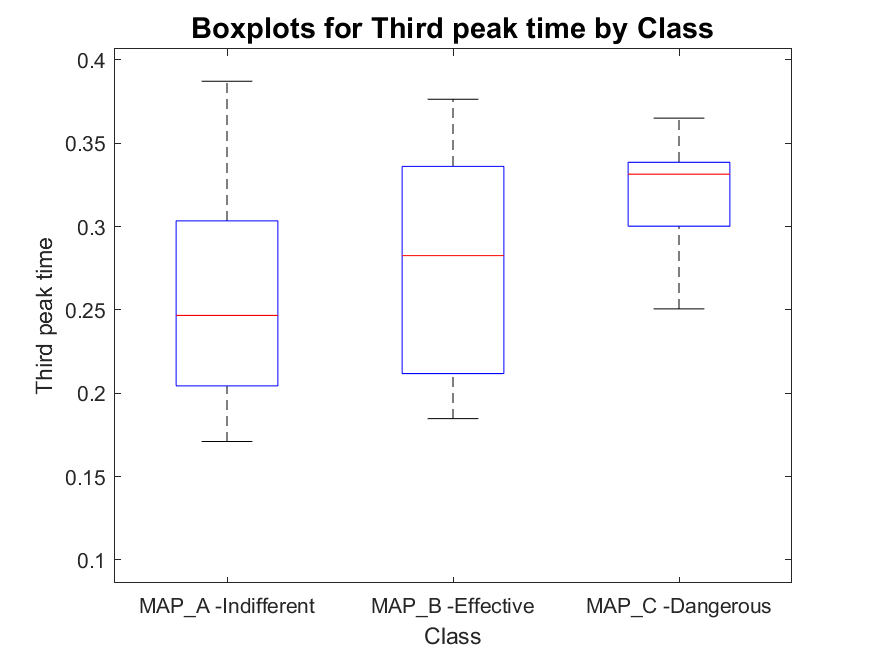 Boxplots for Third peak time by Class
0.4
0.35
0.3
0.25
0.2
0.15
0.1
Third peak time
MAP_A -Indifferent
MAP_B -Effective
MAP_C -Dangerous
Class